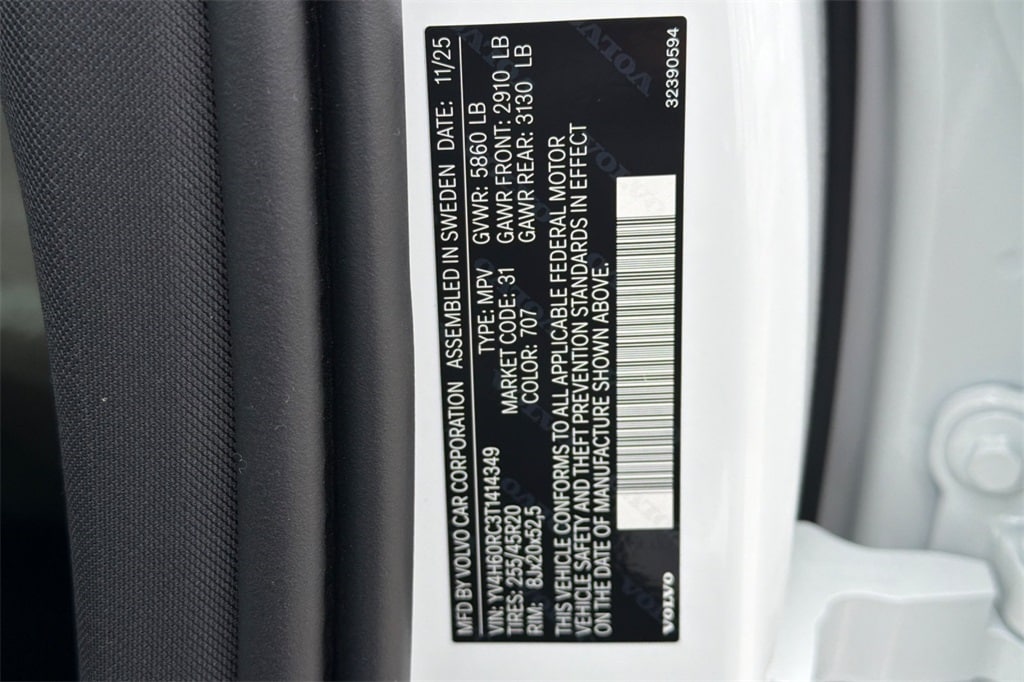 MFD BY VOLVO CAR CORPORATION ASSEMBLED IN SWEDEN DATE: 11/25
VIN: YV4H60RC3T1414349 TYPE: MPV GVWR: 5860 LB
TIRES: 255/45R20 MARKET CODE: 31 GAWR FRONT: 2910 LB
RIM: 8Jx20x52,5 COLOR: 707 GAWR REAR: 3130 LB
THIS VEHICLE CONFORMS TO ALL APPLICABLE FEDERAL MOTOR
VEHICLE SAFETY AND THEFT PREVENTION STANDARDS IN EFFECT
ON THE DATE OF MANUFACTURE SHOWN ABOVE.
VOLVO 32390594